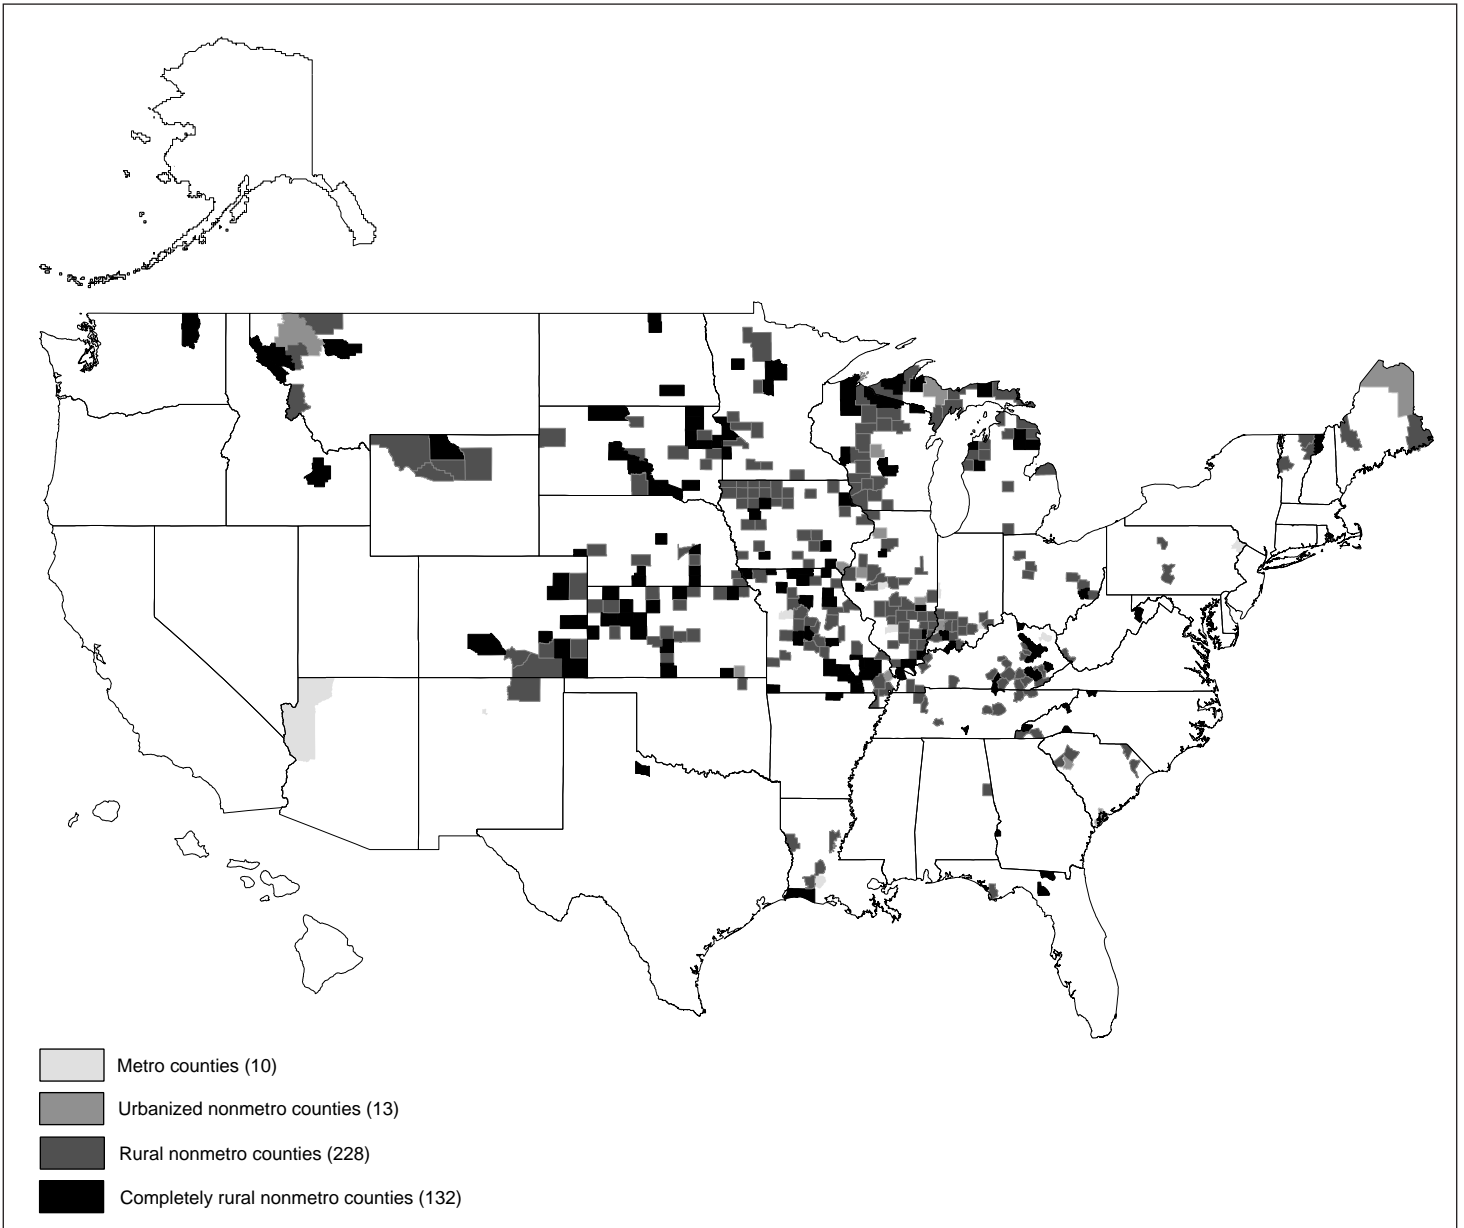 Metro counties (10)
Urbanized nonmetro counties (13)
Rural nonmetro counties (228)
Completely rural nonmetro counties (132)